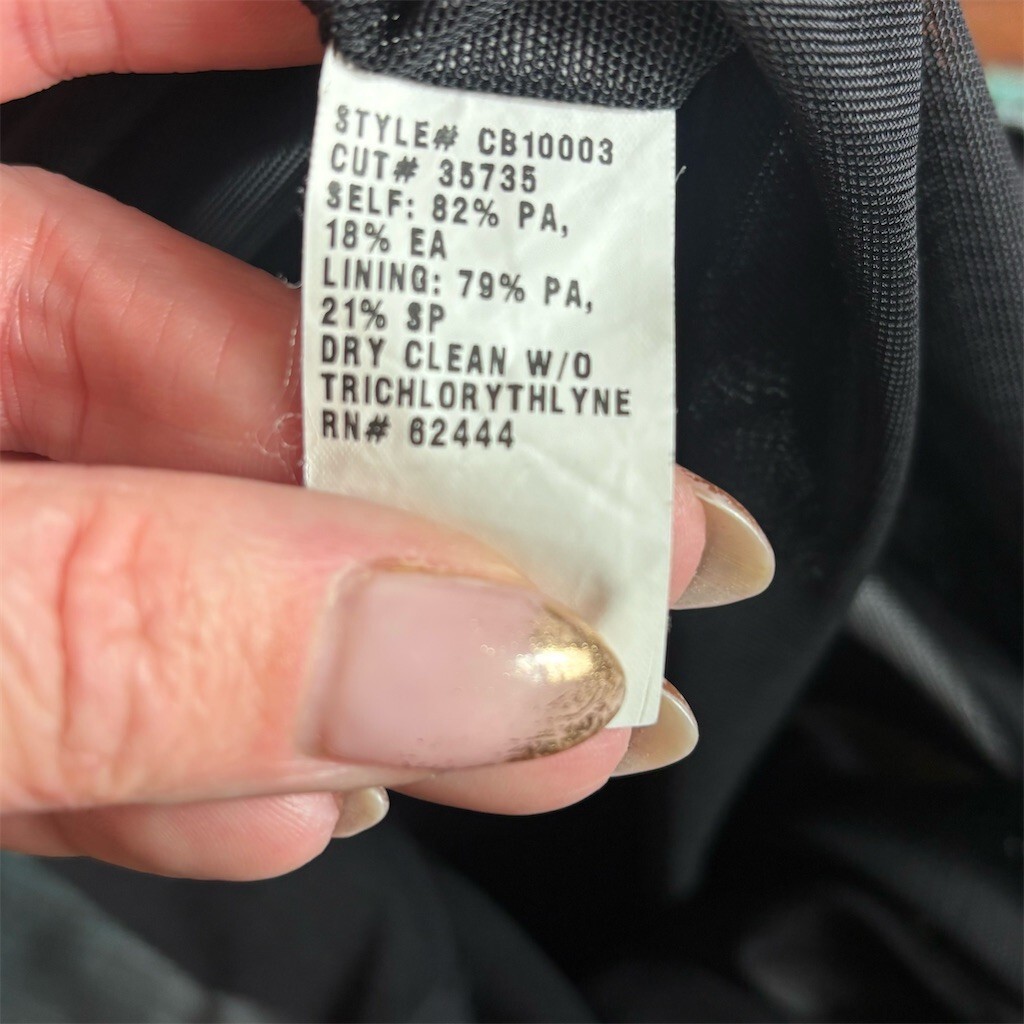 STYLE# CB10003
CUT# 35735
SELF: 82% PA,
18% EA
LINING: 79% PA,
21% SP
DRY CLEAN W/O
TRICHLORYTHLYNE
RN# 62444